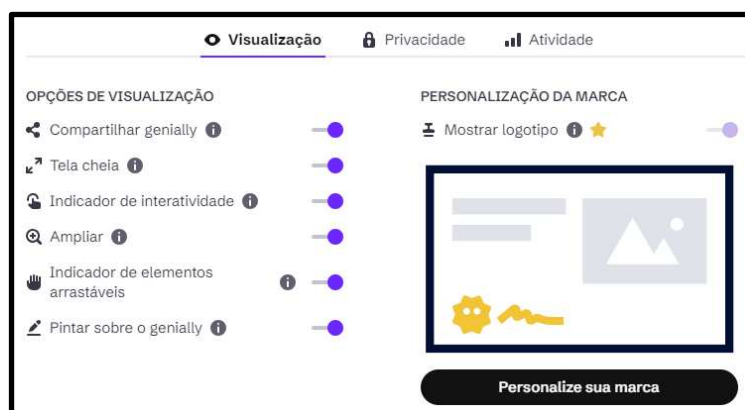 Visualização
Privacidade
Atividade
OPÇÕES DE VISUALIZAÇÃO
Compartilhar genially
Tela cheia
Indicador de interatividade
Ampliar
Indicador de elementos
arrastáveis
Pintar sobre o genially
PERSONALIZAÇÃO DA MARCA
Mostrar logotipo
Personalize sua marca